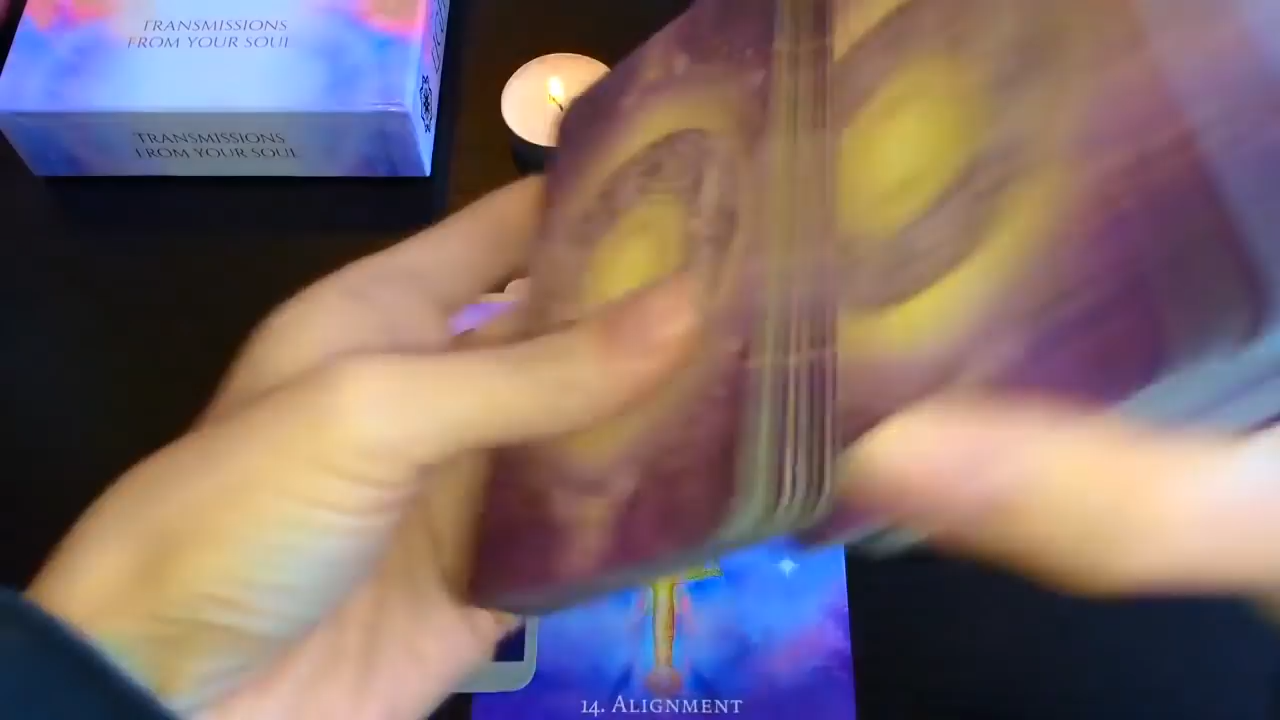 TRANSMISSIONS
FROM YOUR SOUL
TRANSMISSIONS
FROM YOUR SOUL
14. ALIGNMENT